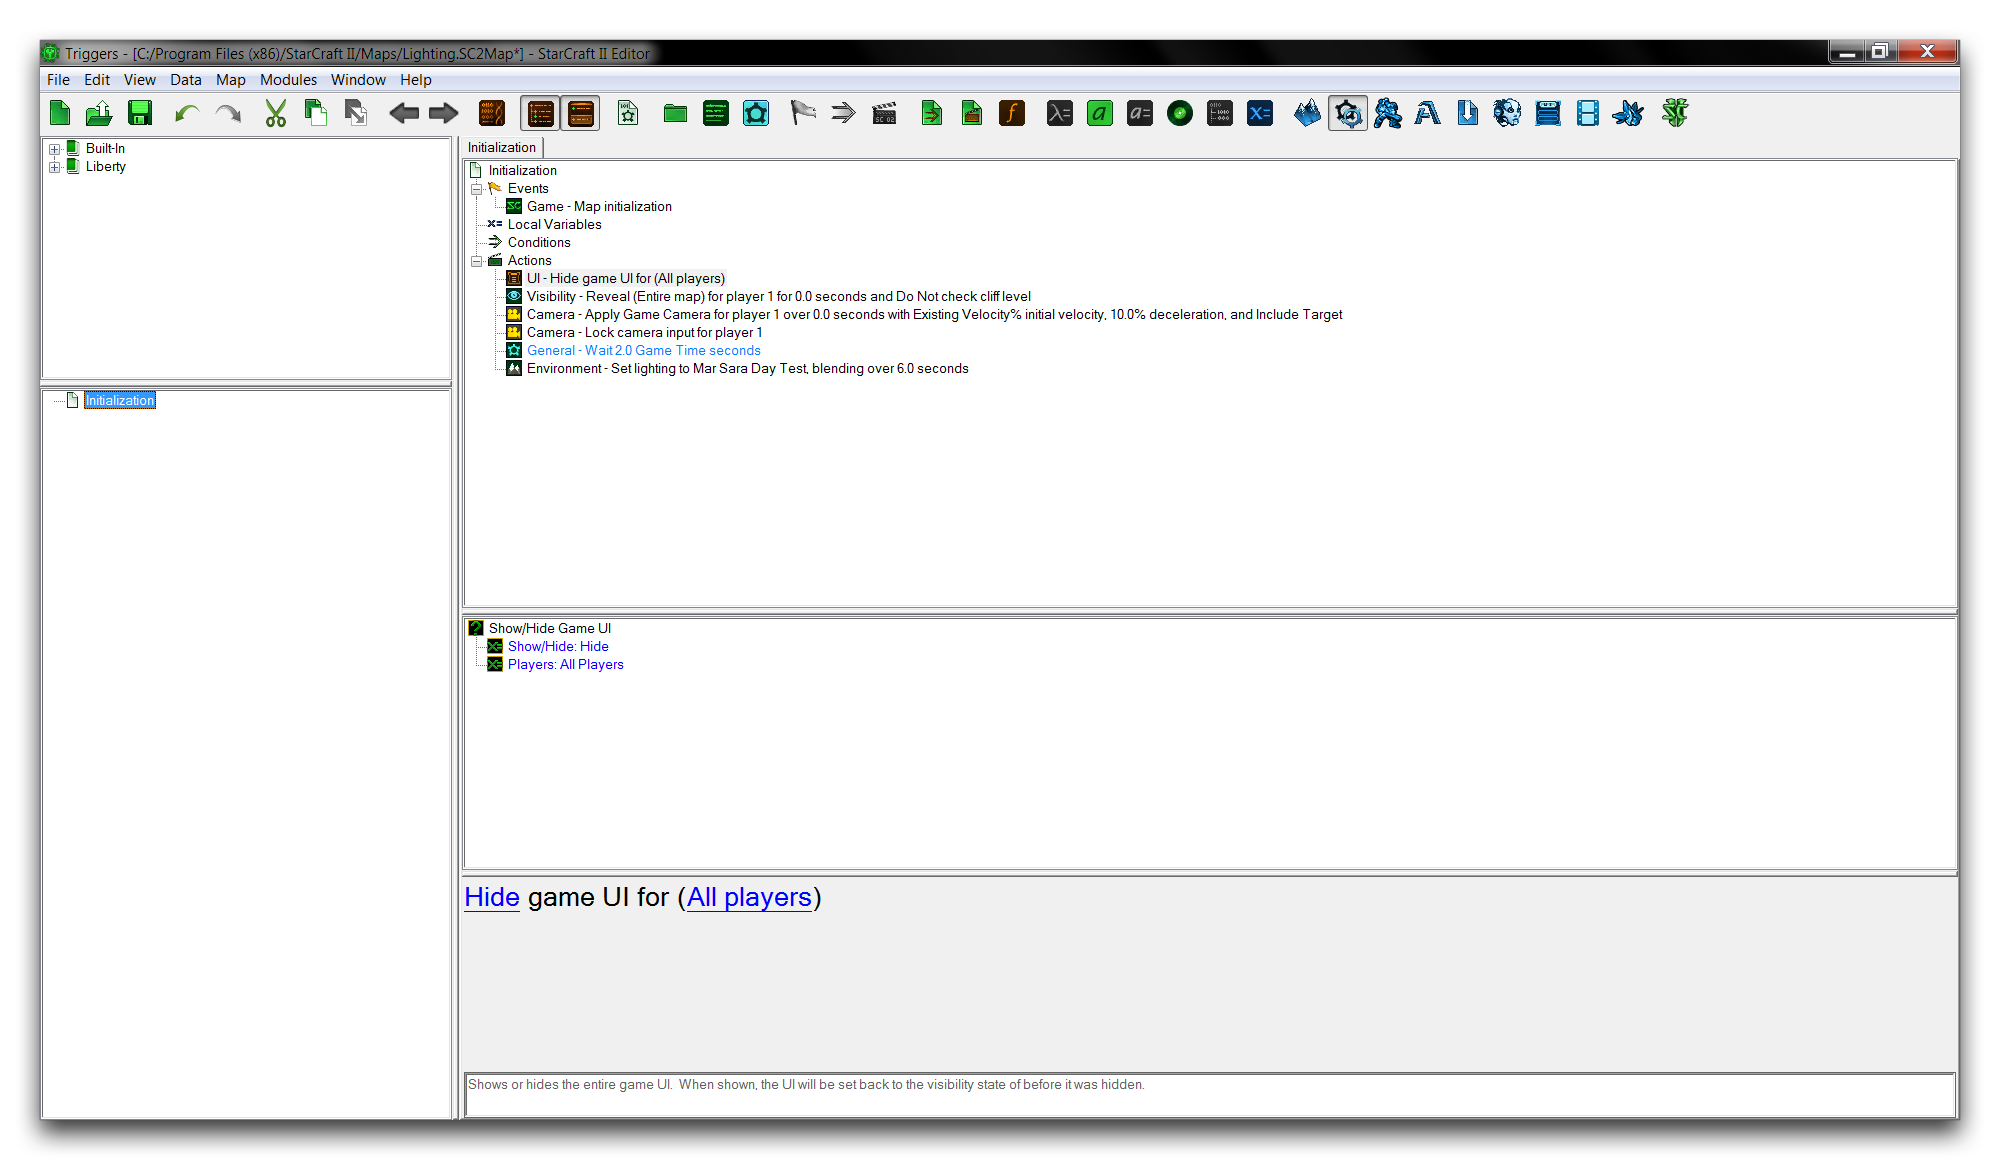 Triggers - [C:/Program Files (x86)/StarCraft II/Maps/Lighting.SC2Map*] - StarCraft II Editor
File Edit View Data Map Modules Window Help
Built-In
Liberty
Initialization
Initialization
Initialization
Events
Game - Map initialization
Local Variables
Conditions
Actions
UI - Hide game UI for (All players)
Visibility - Reveal (Entire map) for player 1 for 0.0 seconds and Do Not check cliff level
Camera - Apply Game Camera for player 1 over 0.0 seconds with Existing Velocity% initial velocity, 10.0% deceleration, and Include Target
Camera - Lock camera input for player 1
General - Wait 2.0 Game Time seconds
Environment - Set lighting to Mar Sara Day Test, blending over 6.0 seconds
Show/Hide Game UI
Show/Hide: Hide
Players: All Players
Hide game UI for (All players)
Shows or hides the entire game UI.  When shown, the UI will be set back to the visibility state of before it was hidden.